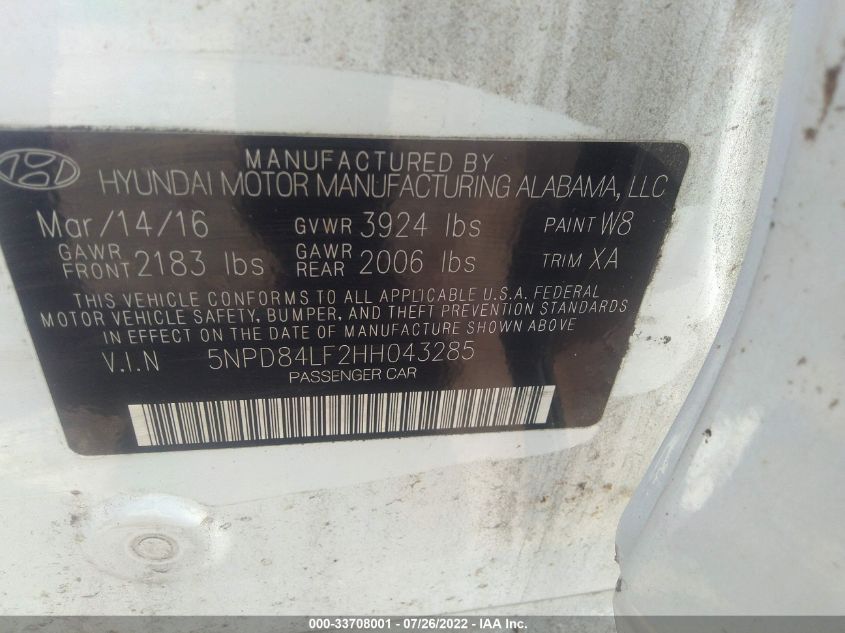 MANUFACTURED BY
HYUNDAI MOTOR MANUFACTURING ALABAMA, LLC
Mar/14/16 GVWR 3924 lbs PAINT W8
GAWR FRONT 2183 lbs GAWR REAR 2006 lbs TRIM XA
THIS VEHICLE CONFORMS TO ALL APPLICABLE U.S.A. FEDERAL
MOTOR VEHICLE SAFETY, BUMPER, AND THEFT PREVENTION STANDARDS
IN EFFECT ON THE DATE OF MANUFACTURE SHOWN ABOVE
V.I.N 5NPD84LF2HH043285
PASSENGER CAR
000-33708001 - 07/26/2022 - IAA Inc.